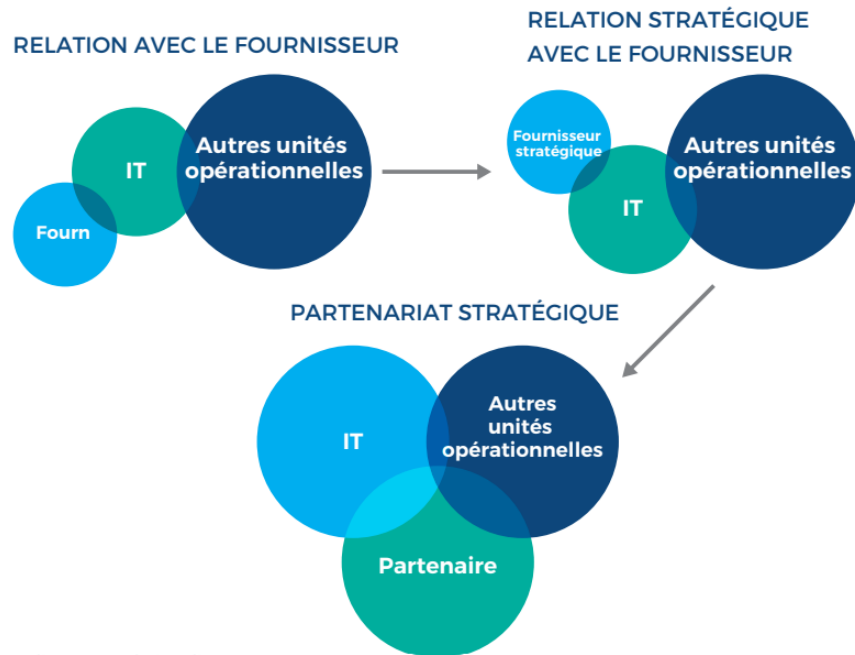 RELATION AVEC LE FOURNISSEUR
IT
Autres unités
opérationnelles
Fourn
RELATION STRATÉGIQUE
AVEC LE FOURNISSEUR
Fournisseur
stratégique
IT
Autres unités
opérationnelles
PARTENARIAT STRATÉGIQUE
IT
Autres
unités
opérationnelles
Partenaire